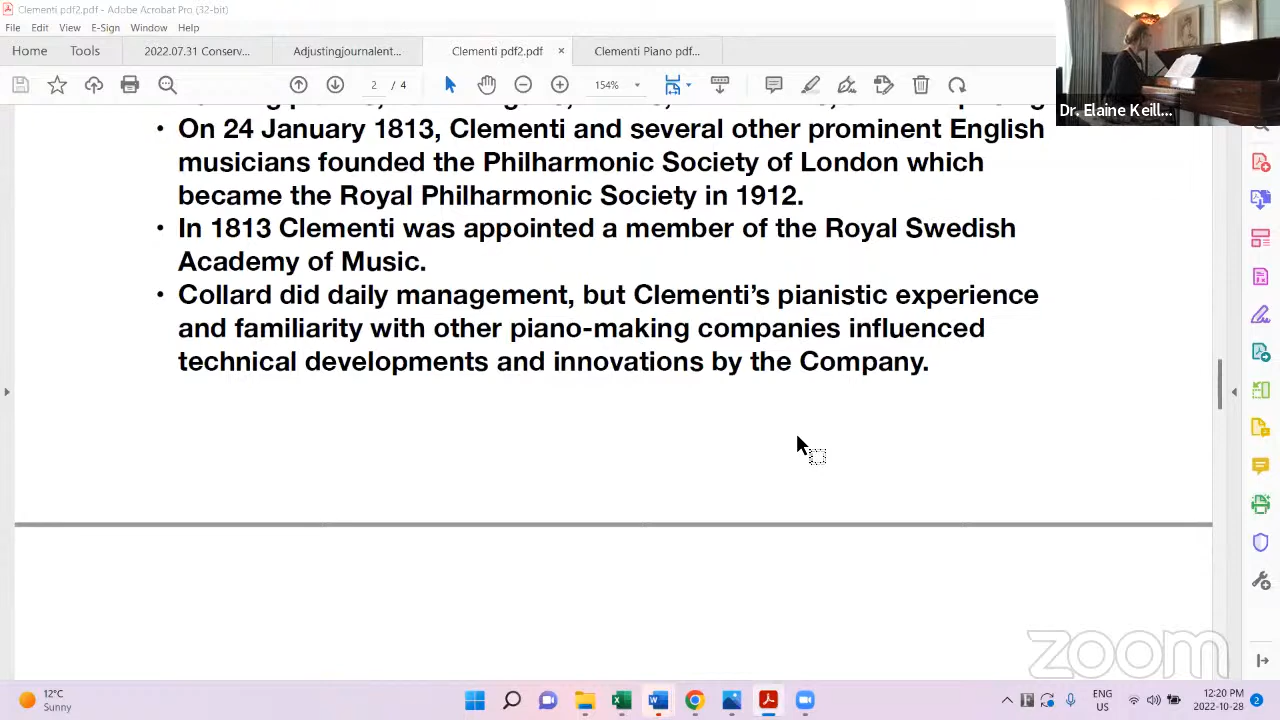 Clementi pdf2.pdf - Adobe Acrobat Pro (32-bit)
File Edit View E-Sign Window Help
Home Tools 2022.07.31 Conserv... Adjustingjournalent... Clementi pdf2.pdf × Clementi Piano pdf...
2 / 4 154%
Dr. Elaine Keill...
• On 24 January 1813, Clementi and several other prominent English
musicians founded the Philharmonic Society of London which
became the Royal Philharmonic Society in 1912.
• In 1813 Clementi was appointed a member of the Royal Swedish
Academy of Music.
• Collard did daily management, but Clementi’s pianistic experience
and familiarity with other piano-making companies influenced
technical developments and innovations by the Company.
zoom
12°C
Sunny
ENG
US
12:20 PM
2022-10-28
2